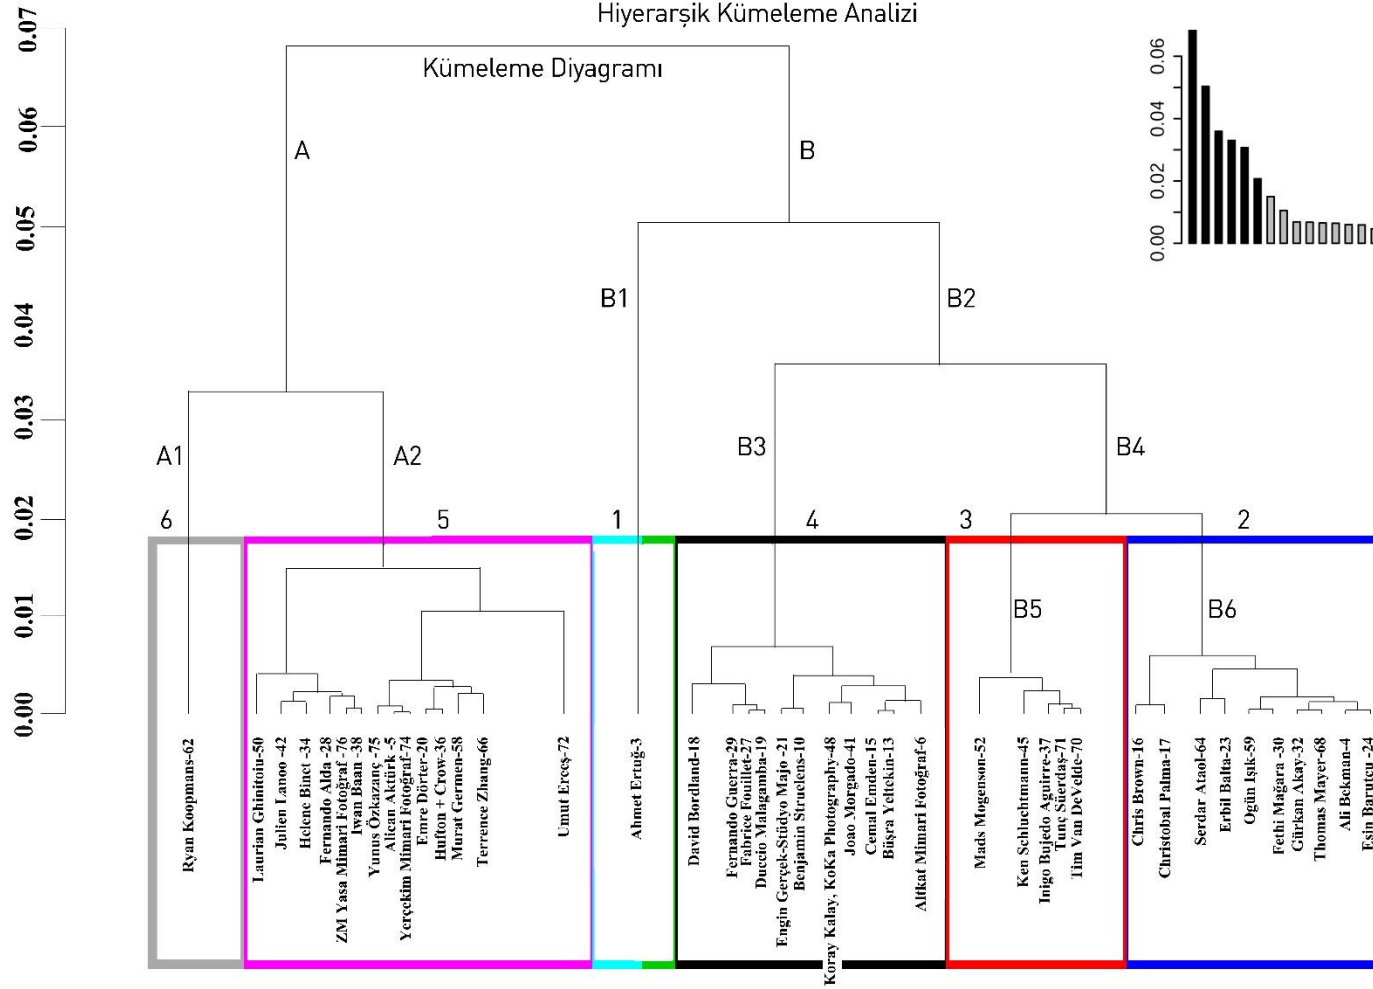 Hiyerarşik Kümeleme Analizi
Kümeleme Diyagramı
0.07
0.06
0.05
0.04
0.03
0.02
0.01
0.00
0.06
0.04
0.02
0.00
A
B
B1
B2
A1
A2
B3
B4
6
5
1
4
3
2
B5
B6
Ryan Koopmans-62
Laurian Ghinitoiu-50
Julien Lanoo -42
Helene Binet -34
Fernando Alda -28
ZM Yasa Mimari Fotoğraf -76
Iwan Baan -38
Yunus Özkazanç -75
Alican Aktürk -5
Yerçekim Mimari Fotoğraf-74
Emre Dörter-20
Hufton + Crow-36
Murat Germen-58
Terrence Zhang-66
Umut Erceş-72
Ahmet Ertuğ-3
David Bordland-18
Fernando Guerra-29
Fabrice Fouillet-27
Duccio Malagamba-19
Engin Gerçek-Stüdyo Majo -21
Benjamin Struelens-10
Koray Kalay, KoKa Photography-48
Joao Morgado-41
Cemal Emden-15
Büşra Yeltekin-13
Altkat Mimari Fotoğraf-6
Mads Mogenson-52
Ken Schluchtmann-45
Inigo Bujedo Aguirre-37
Tunç Süerdaş-71
Tim Van DeVelde-70
Chris Brown-16
Christobal Palma-17
Serdar Ataol-64
Erbil Balta-23
Ogün Işık-59
Fethi Mağara -30
Gürkan Akay-32
Thomas Mayer-68
Ali Bekman-4
Esin Barutcu -24